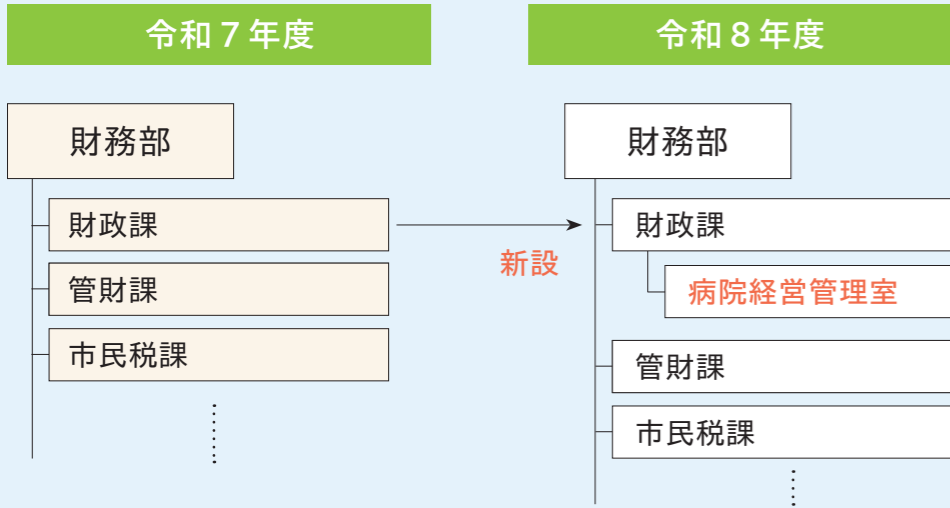 令和７年度
財務部
財政課
管財課
市民税課
新設
令和８年度
財務部
財政課
病院経営管理室
管財課
市民税課